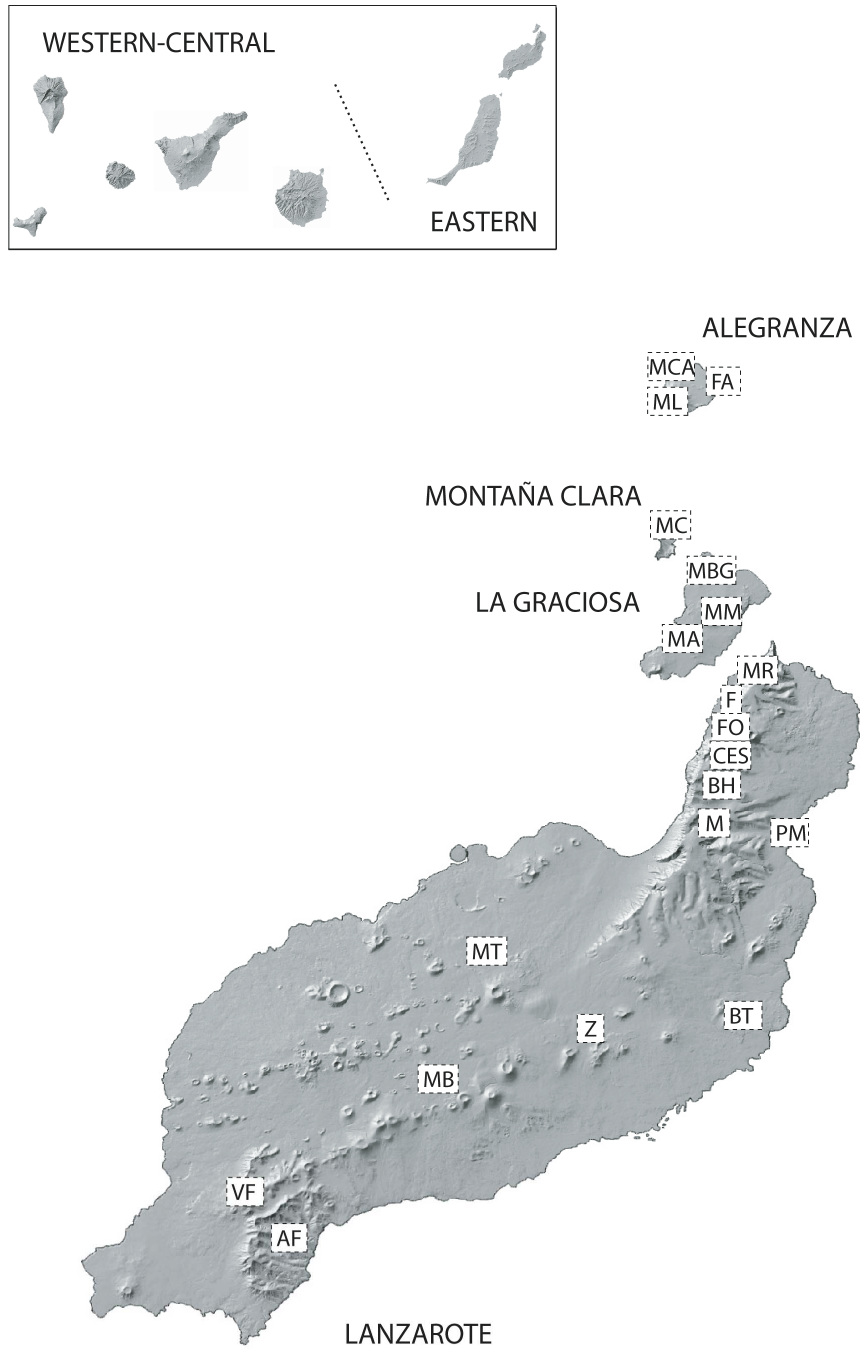 WESTERN-CENTRAL
EASTERN
ALEGRANZA
MCA
FA
ML
MONTAÑA CLARA
MC
MBG
LA GRACIOSA
MM
MA
MR
F
FO
CES
BH
M
PM
MT
BT
Z
MB
VF
AF
LANZAROTE